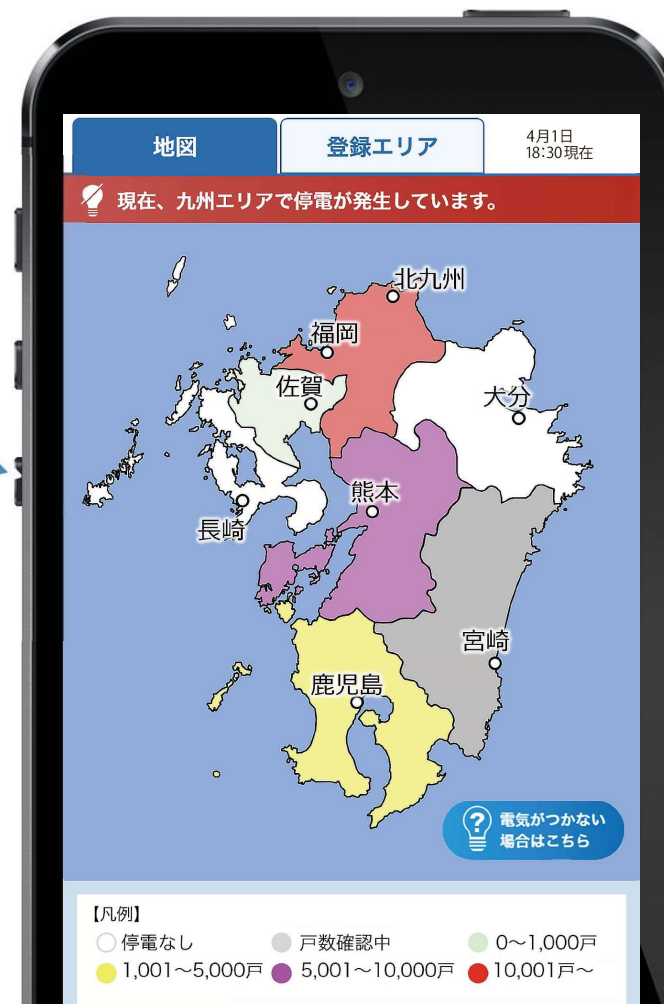 地図
登録エリア
4月1日
18:30現在
現在、九州エリアで停電が発生しています。
北九州
福岡
佐賀
大分
熊本
長崎
宮崎
鹿児島
電気がつかない
場合はこちら
【凡例】
停電なし
戸数確認中
0〜1,000戸
1,001〜5,000戸
5,001〜10,000戸
10,001戸〜